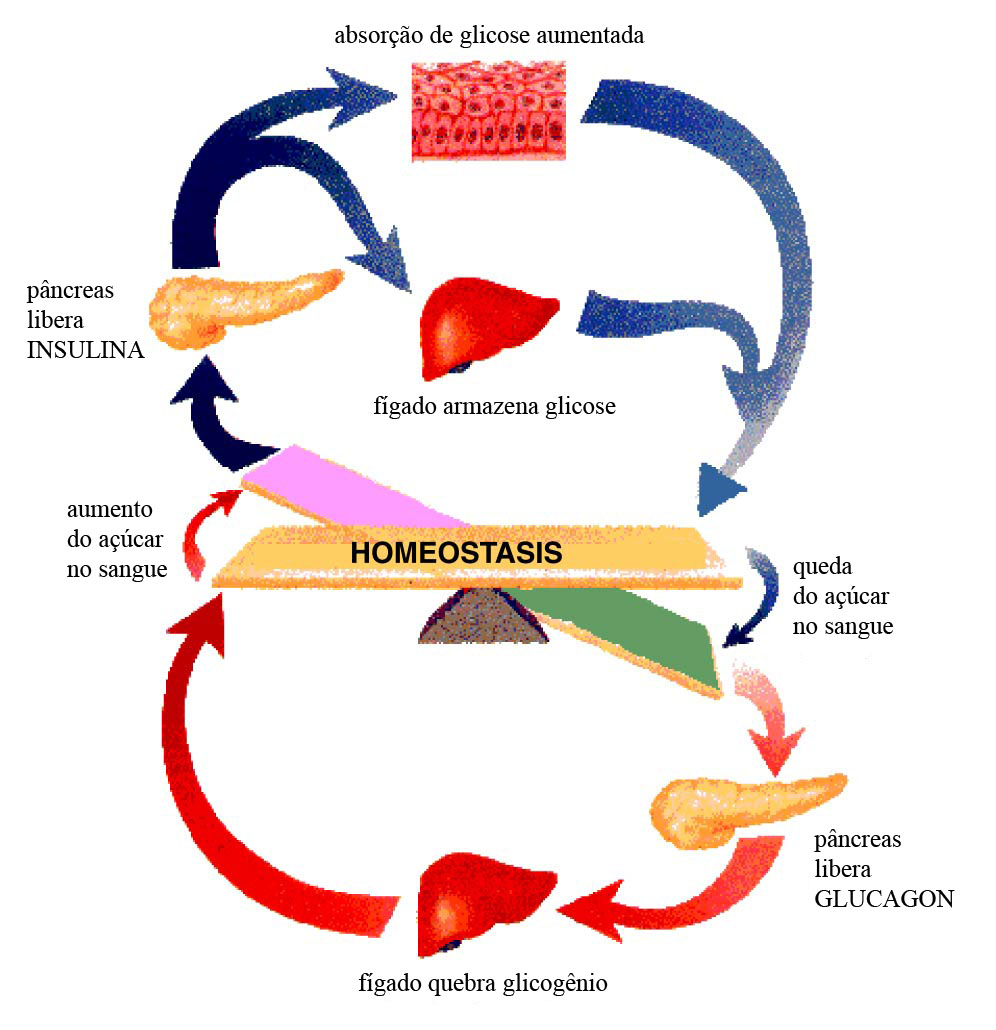 absorção de glicose aumentada
pâncreas
libera
INSULINA
fígado armazena glicose
aumento
do açúcar
no sangue
HOMEOSTASIS
queda
do açúcar
no sangue
pâncreas
libera
GLUCAGON
fígado quebra glicogênio